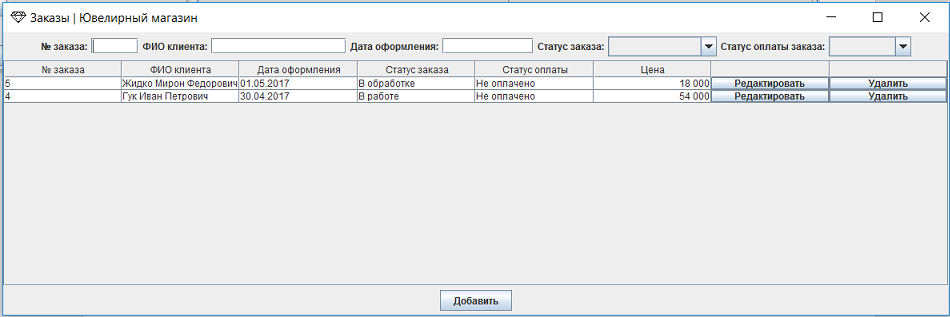 Заказы | Ювелирный магазин
№ заказа: ФИО клиента: Дата оформления: Статус заказа: Статус оплаты заказа:
№ заказа ФИО клиента Дата оформления Статус заказа Статус оплаты Цена
5 Жидко Мирон Федорович 01.05.2017 В обработке Не оплачено 18 000 Редактировать Удалить
4 Гук Иван Петрович 30.04.2017 В работе Не оплачено 54 000 Редактировать Удалить
Добавить